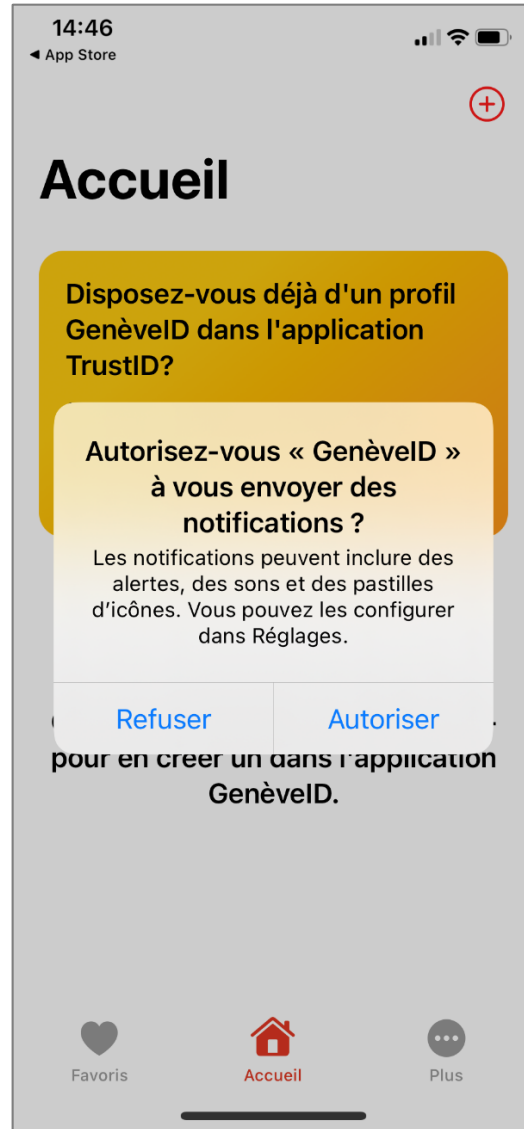 14:46
◀ App Store
Accueil
Disposez-vous déjà d'un profil
GenèveID dans l'application
TrustID?
Autorisez-vous « GenèveID »
à vous envoyer des
notifications ?
Les notifications peuvent inclure des
alertes, des sons et des pastilles
d'icônes. Vous pouvez les configurer
dans Réglages.
Refuser Autoriser
pour en créer un dans l'application
GenèveID.
Favoris Accueil Plus